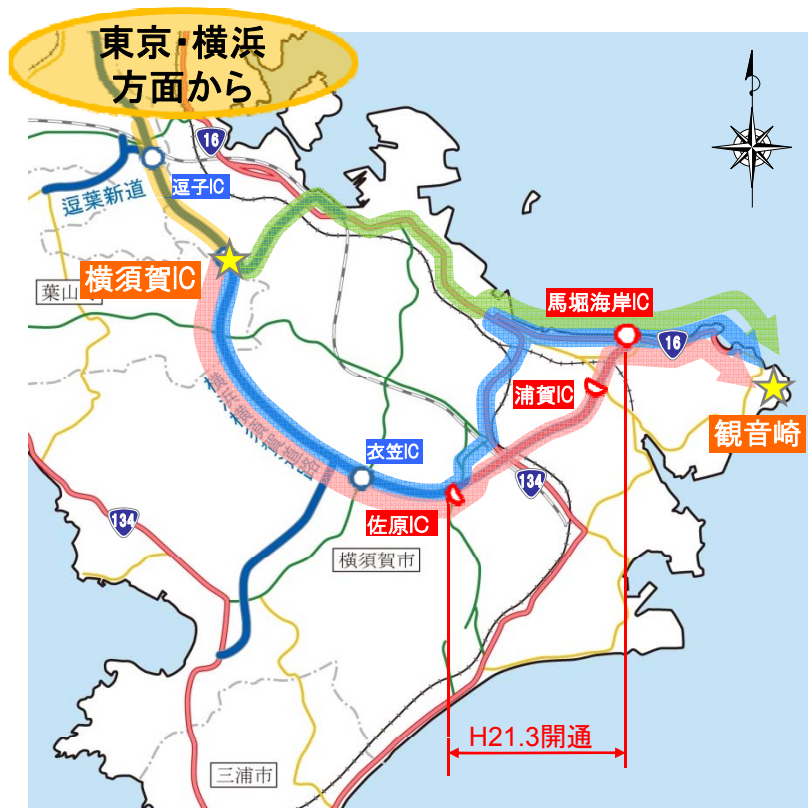 東京・横浜
方面から
16
逗子IC
逗葉新道
横須賀IC
葉山
馬堀海岸IC
16
浦賀IC
観音崎
衣笠IC
134
佐原IC
134
横須賀市
H21.3開通
三浦市